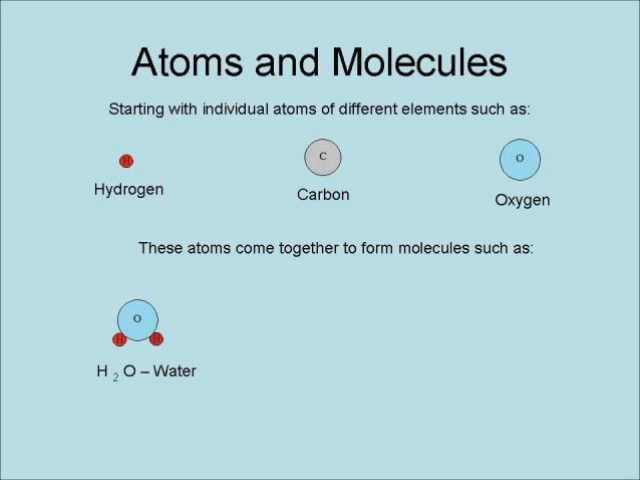 Atoms and Molecules
Starting with individual atoms of different elements such as:
H
C
O
Hydrogen
Carbon
Oxygen
These atoms come together to form molecules such as:
O
H
H
H 2 O – Water